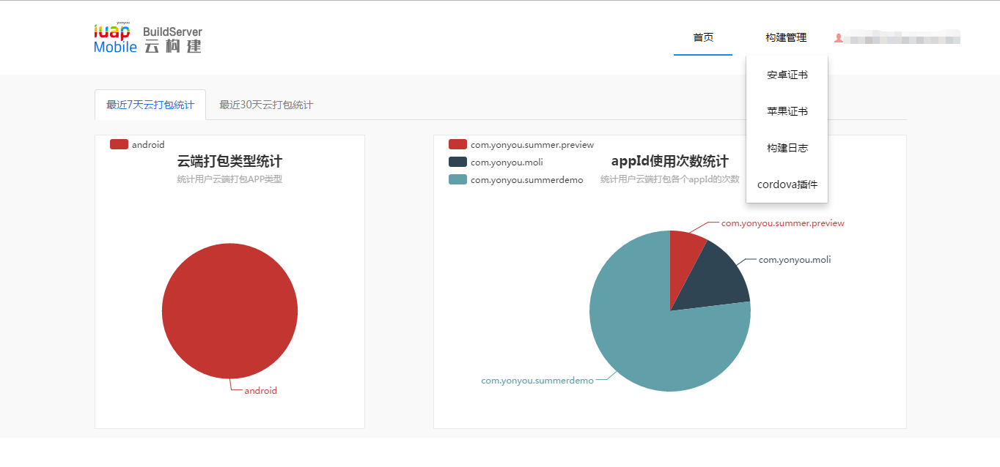 yonyou
iuap
Mobile
BuildServer
云构建
首页
构建管理
安卓证书
苹果证书
构建日志
cordova插件
最近7天云打包统计
最近30天云打包统计
android
云端打包类型统计
统计用户云端打包APP类型
android
com.yonyou.summer.preview
com.yonyou.moli
com.yonyou.summerdemo
appId使用次数统计
统计用户云端打包各个appId的次数
com.yonyou.summer.preview
com.yonyou.moli
com.yonyou.summerdemo